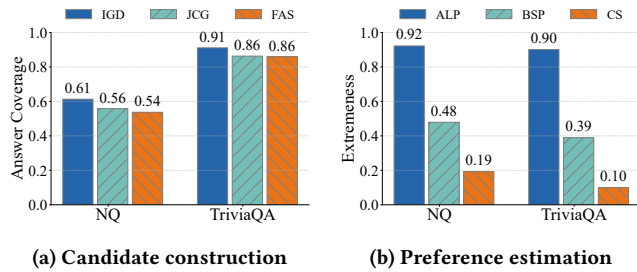 IGD JCG FAS
Answer Coverage
1.0
0.8
0.6
0.4
0.2
0.0
0.61 0.56 0.54
0.91 0.86 0.86
NQ TriviaQA
(a) Candidate construction
ALP BSP CS
Extremeness
1.0
0.8
0.6
0.4
0.2
0.0
0.92 0.48 0.19
0.90 0.39 0.10
NQ TriviaQA
(b) Preference estimation